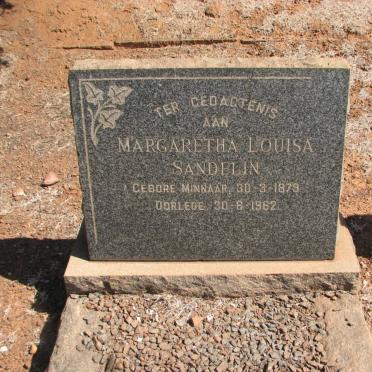 TER GEDAGTENIS
AAN
MARGARETHA LOUISA
SANDELIN
GEBORE MINNAAR, 30-3-1879
OORLEDE, 30-6-1962